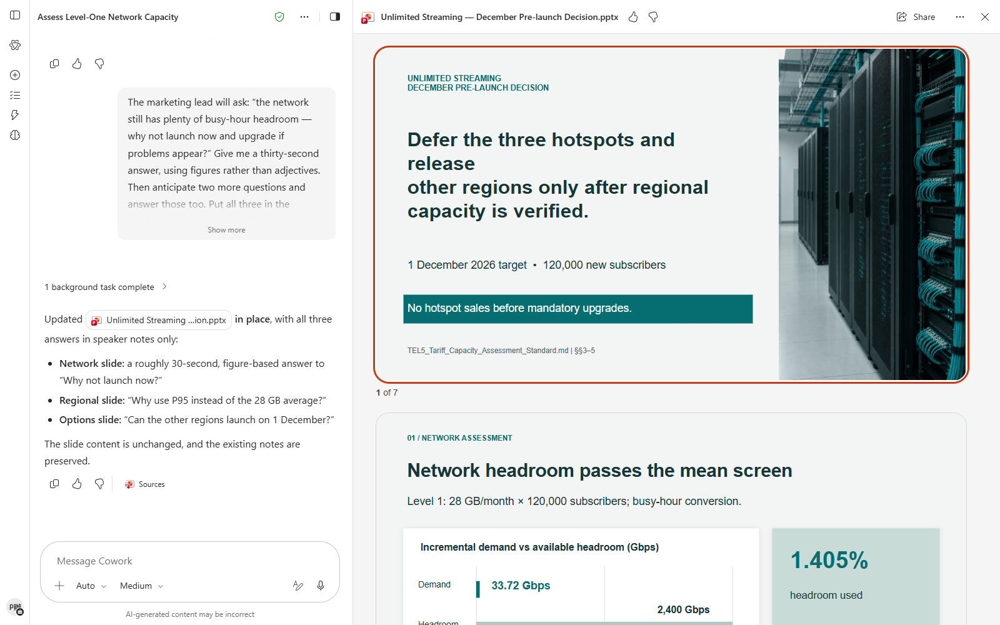 Assess Level-One Network Capacity
The marketing lead will ask: “the network
still has plenty of busy-hour headroom —
why not launch now and upgrade if
problems appear?” Give me a thirty-second
answer, using figures rather than adjectives.
Then anticipate two more questions and
answer those too. Put all three in the
Show more
1 background task complete
Updated Unlimited Streaming ...ion.pptx in place, with all three
answers in speaker notes only:
Network slide: a roughly 30-second, figure-based answer to
“Why not launch now?”
Regional slide: “Why use P95 instead of the 28 GB average?”
Options slide: “Can the other regions launch on 1 December?”
The slide content is unchanged, and the existing notes are
preserved.
Sources
Message Cowork
Auto
Medium
AI-generated content may be incorrect
Unlimited Streaming — December Pre-launch Decision.pptx
Share
UNLIMITED STREAMING
DECEMBER PRE-LAUNCH DECISION
Defer the three hotspots and
release
other regions only after regional
capacity is verified.
1 December 2026 target • 120,000 new subscribers
No hotspot sales before mandatory upgrades.
TEL5_Tariff_Capacity_Assessment_Standard.md | §§3–5
1 of 7
01 / NETWORK ASSESSMENT
Network headroom passes the mean screen
Level 1: 28 GB/month × 120,000 subscribers; busy-hour conversion.
Incremental demand vs available headroom (Gbps)
Demand
33.72 Gbps
2,400 Gbps
Headroom
1.405%
headroom used